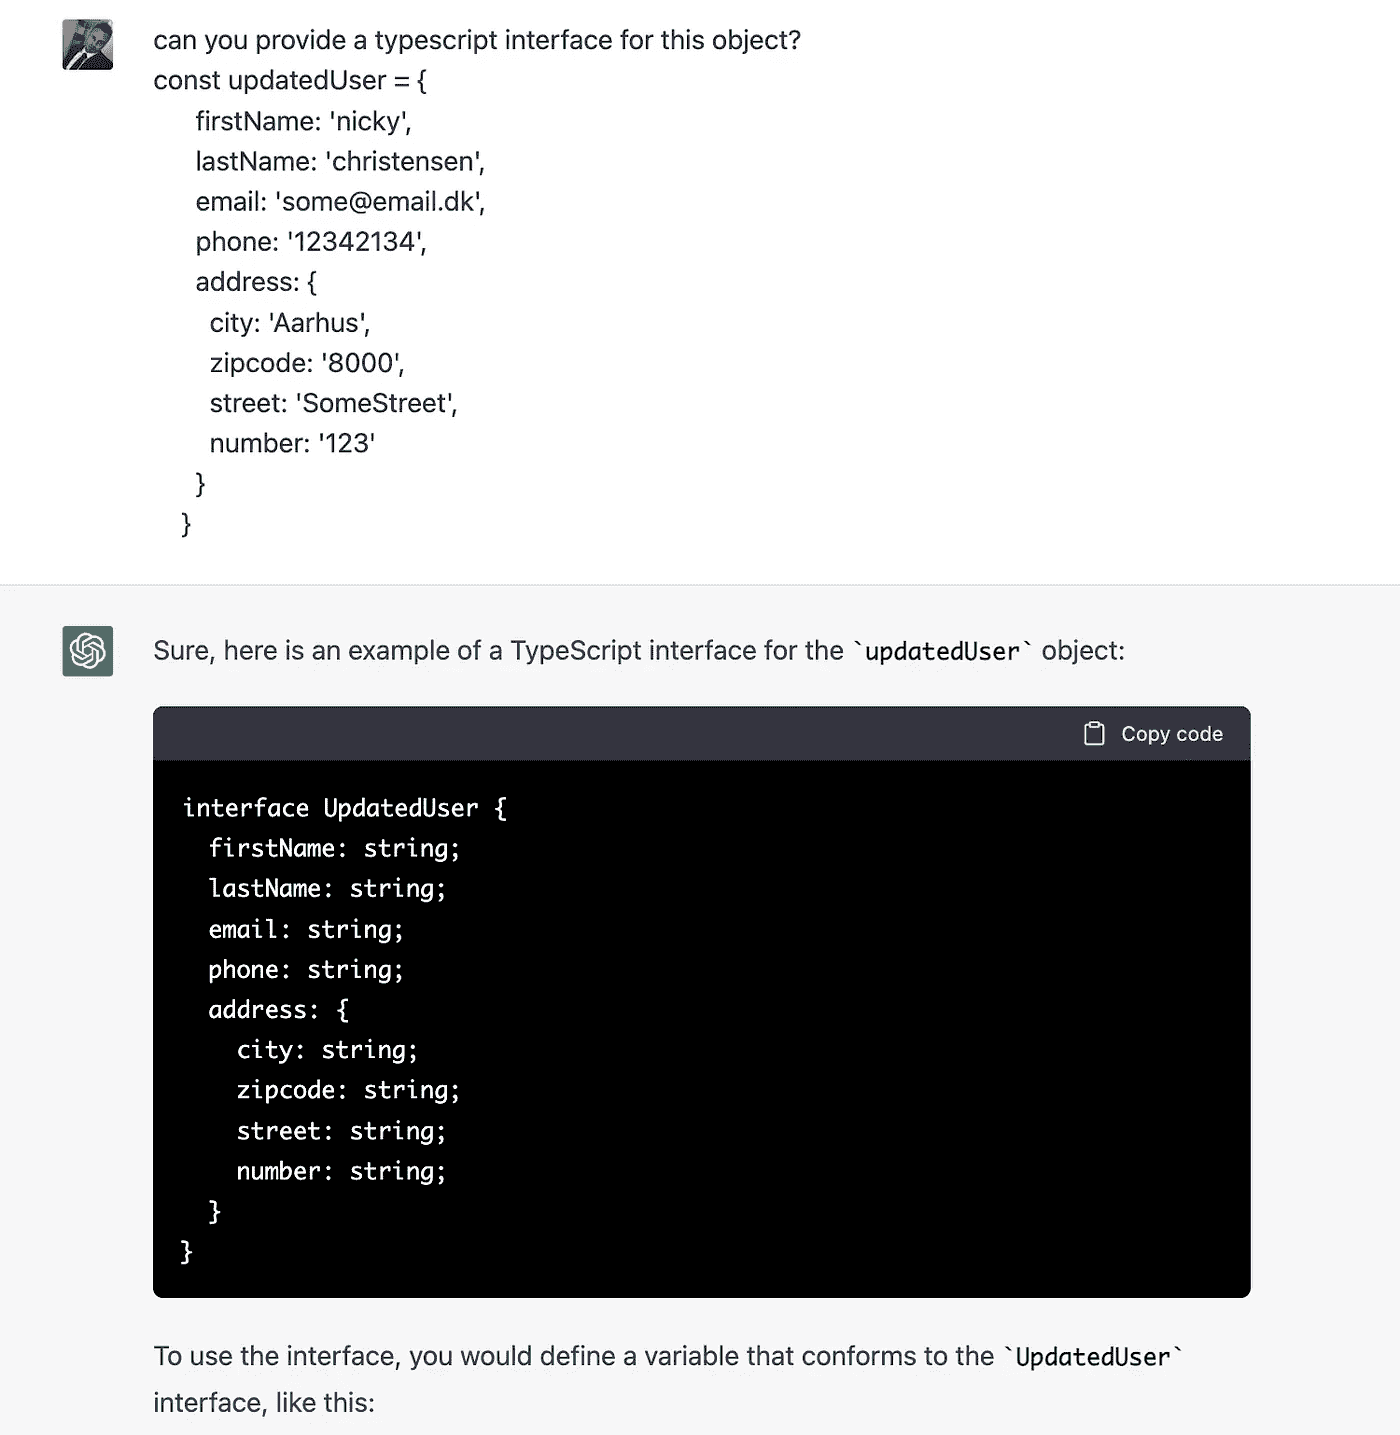 can you provide a typescript interface for this object?
const updatedUser = {
firstName: 'nicky',
lastName: 'christensen',
email: 'some@email.dk',
phone: '12342134',
address: {
city: 'Aarhus',
zipcode: '8000',
street: 'SomeStreet',
number: '123'
}
}
Sure, here is an example of a TypeScript interface for the `updatedUser` object:
Copy code
interface UpdatedUser {
firstName: string;
lastName: string;
email: string;
phone: string;
address: {
city: string;
zipcode: string;
street: string;
number: string;
}
}
To use the interface, you would define a variable that conforms to the `UpdatedUser`
interface, like this: